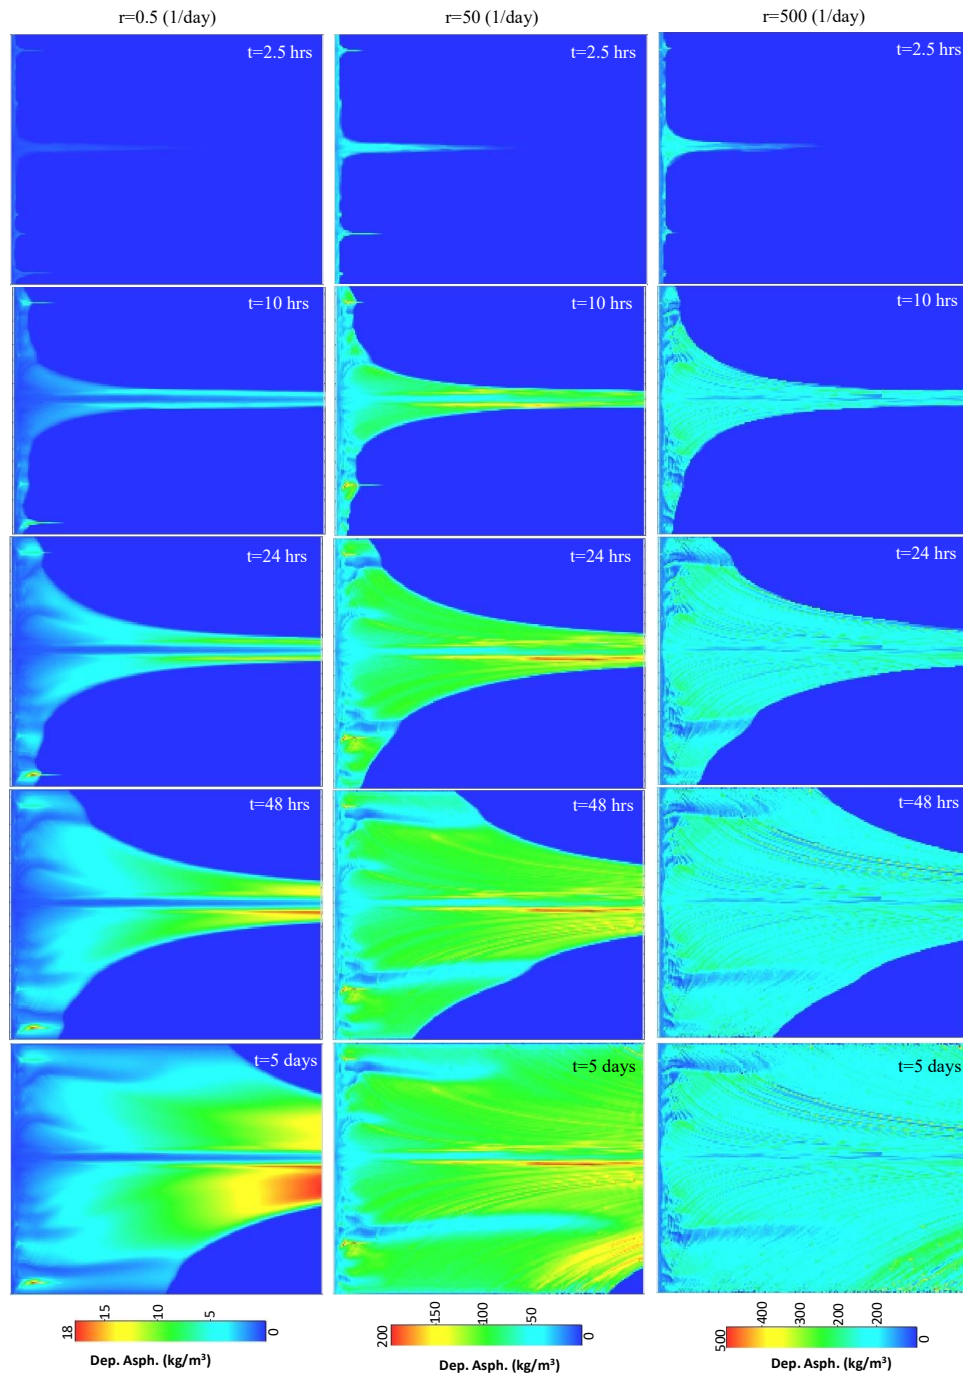 r=0.5 (1/day) r=50 (1/day) r=500 (1/day)
t=2.5 hrs t=2.5 hrs t=2.5 hrs
t=10 hrs t=10 hrs t=10 hrs
t=24 hrs t=24 hrs t=24 hrs
t=48 hrs t=48 hrs t=48 hrs
t=5 days t=5 days t=5 days
18 15 10 5 0 200 150 100 50 0 500 400 300 200 200 0
Dep. Asph. (kg/m³) Dep. Asph. (kg/m³) Dep. Asph. (kg/m³)